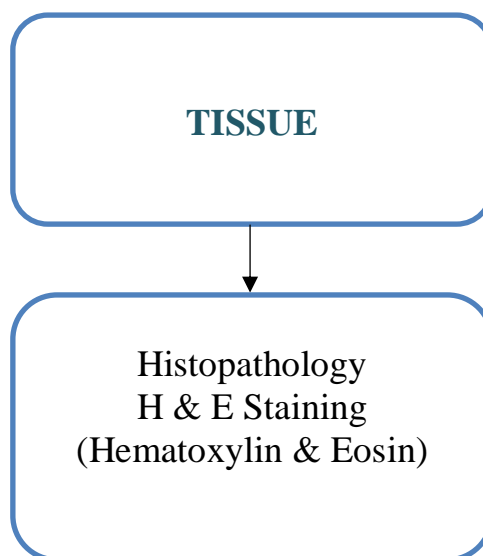 TISSUE
Histopathology
H & E Staining
(Hematoxylin & Eosin)